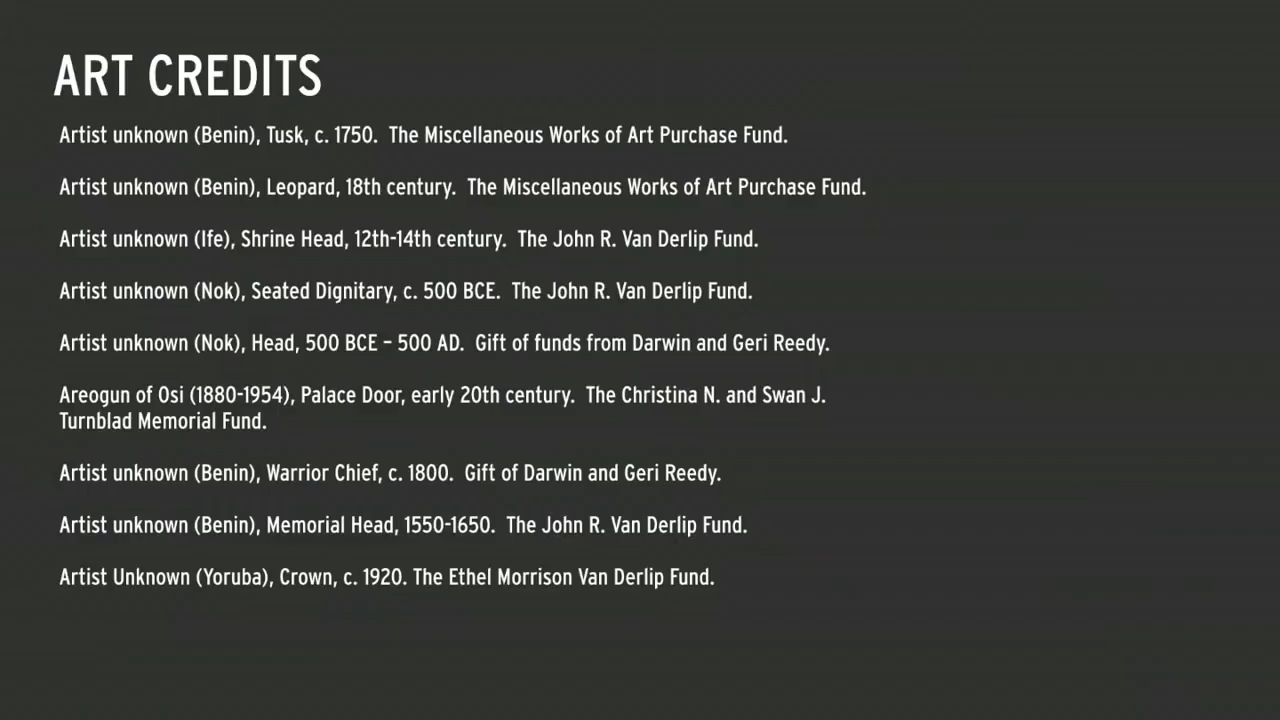 ART CREDITS
Artist unknown (Benin), Tusk, c. 1750.  The Miscellaneous Works of Art Purchase Fund.
Artist unknown (Benin), Leopard, 18th century.  The Miscellaneous Works of Art Purchase Fund.
Artist unknown (Ife), Shrine Head, 12th-14th century.  The John R. Van Derlip Fund.
Artist unknown (Nok), Seated Dignitary, c. 500 BCE.  The John R. Van Derlip Fund.
Artist unknown (Nok), Head, 500 BCE – 500 AD.  Gift of funds from Darwin and Geri Reedy.
Areogun of Osi (1880-1954), Palace Door, early 20th century.  The Christina N. and Swan J.
Turnblad Memorial Fund.
Artist unknown (Benin), Warrior Chief, c. 1800.  Gift of Darwin and Geri Reedy.
Artist unknown (Benin), Memorial Head, 1550-1650.  The John R. Van Derlip Fund.
Artist Unknown (Yoruba), Crown, c. 1920. The Ethel Morrison Van Derlip Fund.